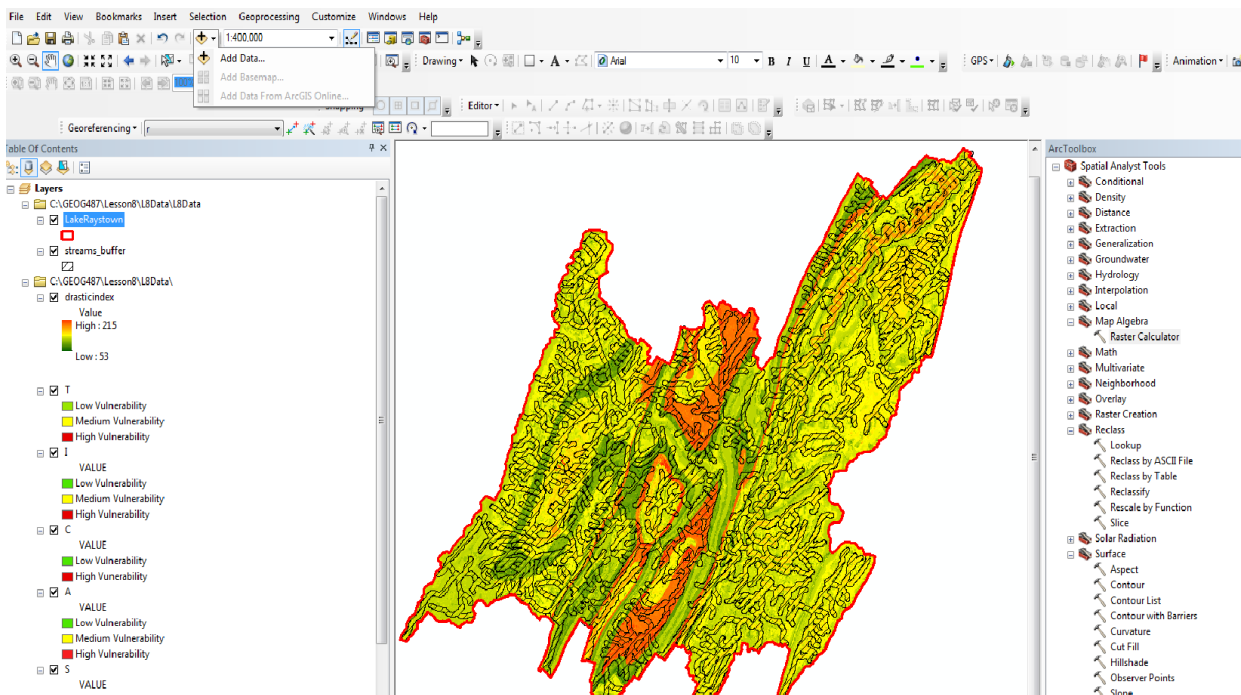 File Edit View Bookmarks Insert Selection Geoprocessing Customize Windows Help
1:400,000
Add Data...
Add Basemap...
Add Data From ArcGIS Online...
Drawing A Arial 10 B I U A
GPS Animation
Editor
Georeferencing r
Table Of Contents
Layers
C:\GEOG487\Lesson8\L8Data\L8Data
LakeRaystown
streams_buffer
C:\GEOG487\Lesson8\L8Data\
drasticindex
Value
High : 215
Low : 53
T
Low Vulnerability
Medium Vulnerability
High Vulnerability
I
VALUE
Low Vulnerability
Medium Vulnerability
High Vulnerability
C
VALUE
Low Vulnerability
High Vunerability
A
VALUE
Low Vulnerability
Medium Vulnerability
High Vulnerability
S
VALUE
ArcToolbox
Spatial Analyst Tools
Conditional
Density
Distance
Extraction
Generalization
Groundwater
Hydrology
Interpolation
Local
Map Algebra
Raster Calculator
Math
Multivariate
Neighborhood
Overlay
Raster Creation
Reclass
Lookup
Reclass by ASCII File
Reclass by Table
Reclassify
Rescale by Function
Slice
Solar Radiation
Surface
Aspect
Contour
Contour List
Contour with Barriers
Curvature
Cut Fill
Hillshade
Observer Points
Slope